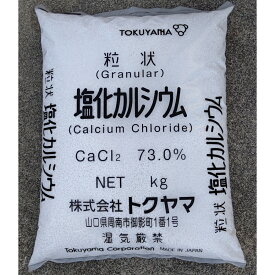 TOKUYAMA
粒状
(Granular)
塩化カルシウム
(Calcium Chloride)
CaCl₂ 73.0%
NET kg
株式会社トクヤマ
山口県周南市御影町1番1号
湿気厳禁
Tokuyama Corporation MADE IN JAPAN
粒状 塩化カルシウム
粒状 塩化カルシウム